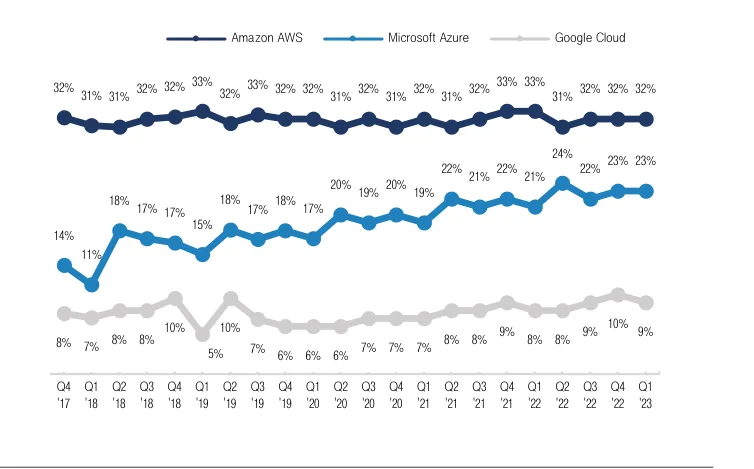 Amazon AWS Microsoft Azure Google Cloud
32% 31% 31% 32% 32% 33% 32% 33% 32% 32% 31% 32% 31% 32% 31% 32% 33% 33% 31% 32% 32% 32%
14% 11% 18% 17% 17% 15% 18% 17% 18% 17% 20% 19% 20% 19% 22% 21% 22% 21% 24% 22% 23% 23%
8% 7% 8% 8% 10% 5% 10% 7% 6% 6% 6% 7% 7% 7% 8% 8% 9% 8% 8% 9% 10% 9%
Q4 Q1 Q2 Q3 Q4 Q1 Q2 Q3 Q4 Q1 Q2 Q3 Q4 Q1 Q2 Q3 Q4 Q1 Q2 Q3 Q4 Q1
'17 '18 '18 '18 '18 '19 '19 '19 '19 '20 '20 '20 '20 '21 '21 '21 '21 '22 '22 '22 '22 '23